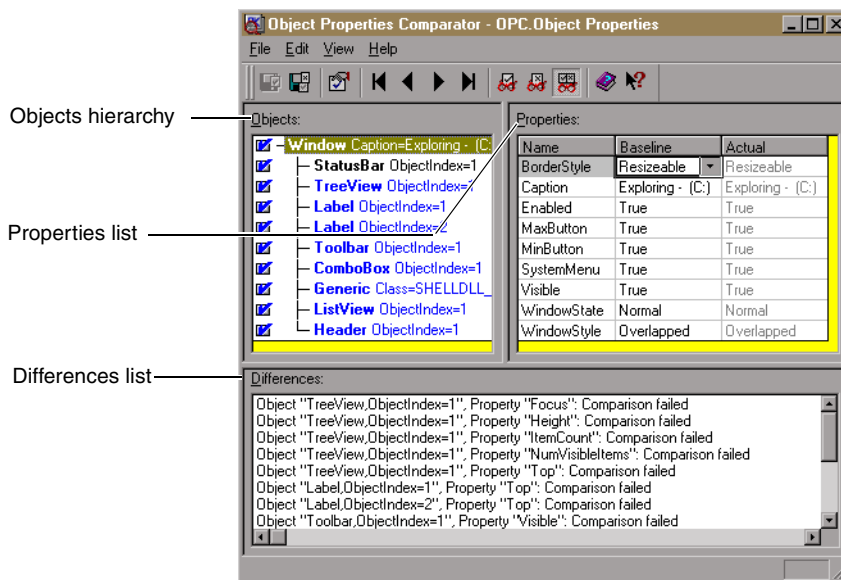 Object Properties Comparator - OPC.Object Properties
File Edit View Help
Objects hierarchy
Objects:
Window Caption=Exploring - (C:
StatusBar ObjectIndex=1
TreeView ObjectIndex=1
Label ObjectIndex=1
Label ObjectIndex=2
Toolbar ObjectIndex=1
ComboBox ObjectIndex=1
Generic Class=SHELLDLL_
ListView ObjectIndex=1
Header ObjectIndex=1
Properties list
Properties:
Name Baseline Actual
BorderStyle Resizeable Resizeable
Caption Exploring - (C:) Exploring - (C:)
Enabled True True
MaxButton True True
MinButton True True
SystemMenu True True
Visible True True
WindowState Normal Normal
WindowStyle Overlapped Overlapped
Differences list
Differences:
Object "TreeView,ObjectIndex=1", Property "Focus": Comparison failed
Object "TreeView,ObjectIndex=1", Property "Height": Comparison failed
Object "TreeView,ObjectIndex=1", Property "ItemCount": Comparison failed
Object "TreeView,ObjectIndex=1", Property "NumVisibleItems": Comparison failed
Object "TreeView,ObjectIndex=1", Property "Top": Comparison failed
Object "Label,ObjectIndex=1", Property "Top": Comparison failed
Object "Label,ObjectIndex=2", Property "Top": Comparison failed
Object "Toolbar,ObjectIndex=1", Property "Visible": Comparison failed